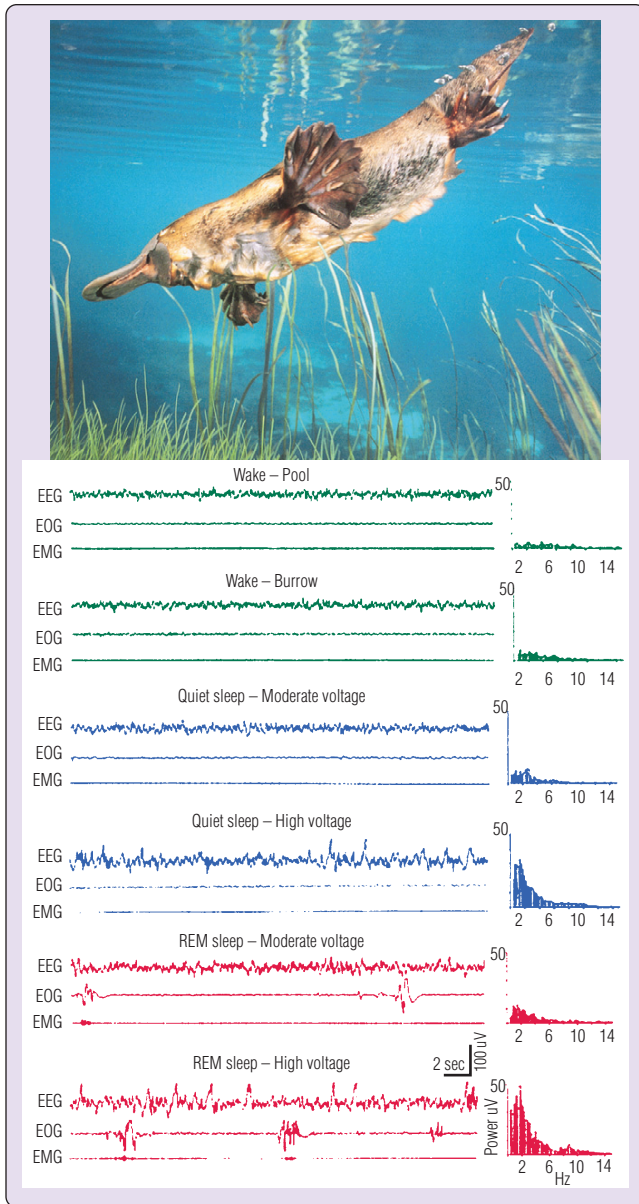 Wake – Pool
EEG
EOG
EMG
50
2 6 10 14
Wake – Burrow
EEG
EOG
EMG
50
2 6 10 14
Quiet sleep – Moderate voltage
EEG
EOG
EMG
50
2 6 10 14
Quiet sleep – High voltage
EEG
EOG
EMG
50
2 6 10 14
REM sleep – Moderate voltage
EEG
EOG
EMG
50
2 6 10 14
2 sec
100 uV
REM sleep – High voltage
EEG
EOG
EMG
50
Power uV
2 6 10 15
Hz